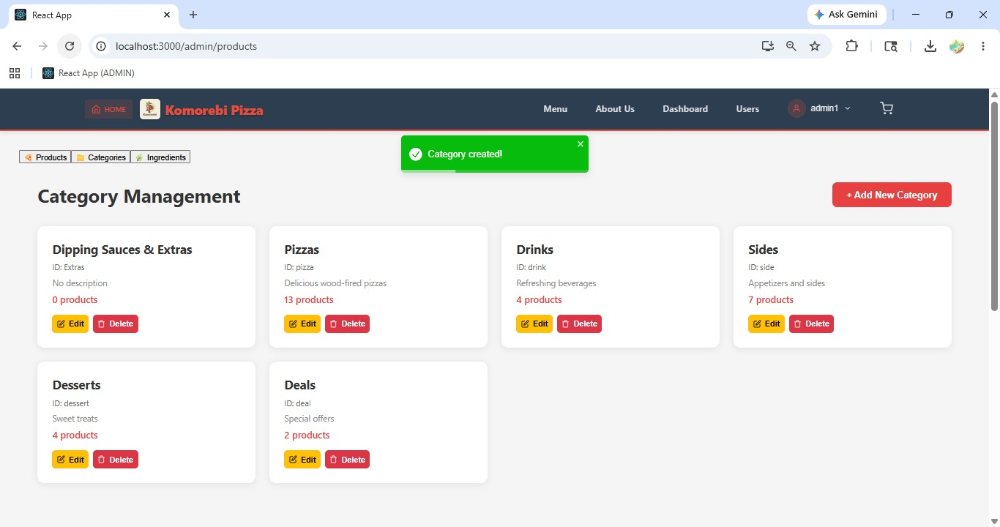 React App
Ask Gemini
localhost:3000/admin/products
React App (ADMIN)
HOME
Komorebi Pizza
Menu
About Us
Dashboard
Users
admin1
Products
Categories
Ingredients
Category created!
Category Management
+ Add New Category
Dipping Sauces & Extras
ID: Extras
No description
0 products
Edit
Delete
Pizzas
ID: pizza
Delicious wood-fired pizzas
13 products
Edit
Delete
Drinks
ID: drink
Refreshing beverages
4 products
Edit
Delete
Sides
ID: side
Appetizers and sides
7 products
Edit
Delete
Desserts
ID: dessert
Sweet treats
4 products
Edit
Delete
Deals
ID: deal
Special offers
2 products
Edit
Delete